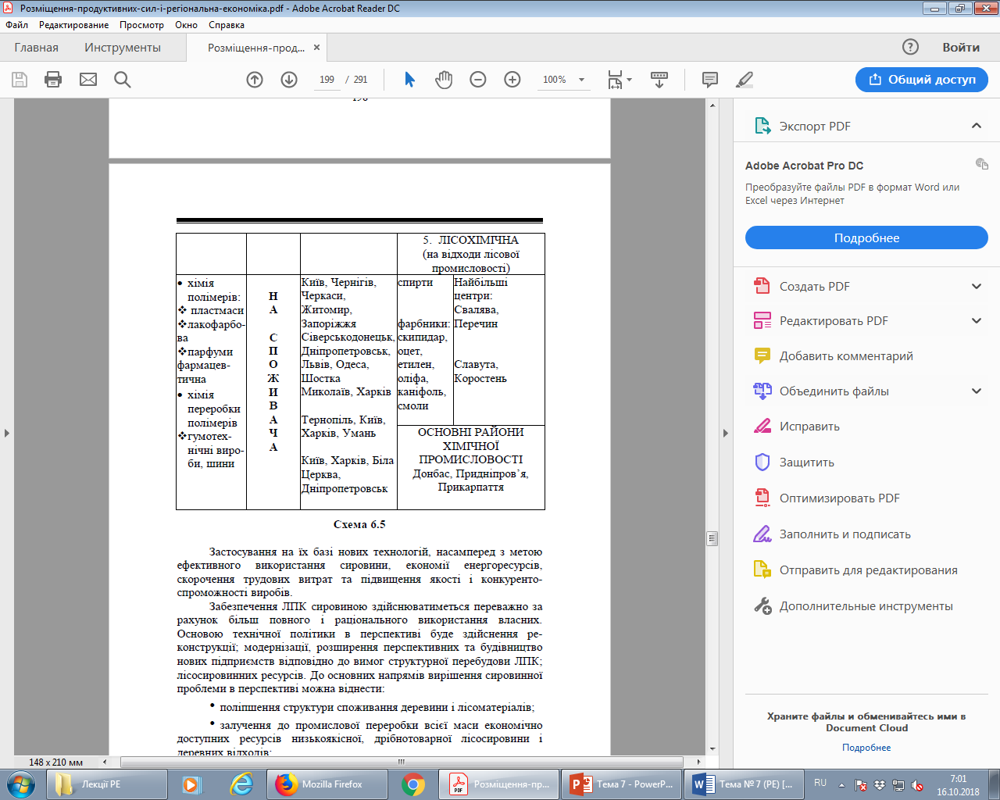 Розміщення-продуктивних-сил-і-регіональна-економіка.pdf - Adobe Acrobat Reader DC
Файл Редактирование Просмотр Окно Справка
Главная Инструменты Розміщення-прод... × Войти
199 / 291 100% Общий доступ
5. ЛІСОХІМІЧНА
(на відходи лісової
промисловості)
• хімія
полімерів:
❖ пластмаси
❖лакофарбо-
ва
❖парфуми
фармацев-
тична
• хімія
переробки
полімерів
❖гумотех-
нічні виро-
би, шини
Н
А
С
П
О
Ж
И
В
А
Ч
А
Київ, Чернігів,
Черкаси,
Житомир,
Запоріжжя
Сіверськодонецьк,
Дніпропетровськ,
Львів, Одеса,
Шостка
Миколаїв, Харків
Тернопіль, Київ,
Харків, Умань
Київ, Харків, Біла
Церква,
Дніпропетровськ
спирти
фарбники:
скипидар,
оцет,
етилен,
оліфа,
каніфоль,
смоли
Найбільші
центри:
Свалява,
Перечин
Славута,
Коростень
ОСНОВНІ РАЙОНИ
ХІМІЧНОЇ
ПРОМИСЛОВОСТІ
Донбас, Придніпров’я,
Прикарпаття
Схема 6.5
Застосування на їх базі нових технологій, насамперед з метою
ефективного використання сировини, економії енергоресурсів,
скорочення трудових витрат та підвищення якості і конкуренто-
спроможності виробів.
Забезпечення ЛПК сировиною здійснюватиметься переважно за
рахунок більш повного і раціонального використання власних.
Основою технічної політики в перспективі буде здійснення ре-
конструкції; модернізації, розширення перспективних та будівництво
нових підприємств відповідно до вимог структурної перебудови ЛПК;
лісосировинних ресурсів. До основних напрямів вирішення сировинної
проблеми в перспективі можна віднести:
• поліпшення структури споживання деревини і лісоматеріалів;
• залучення до промислової переробки всієї маси економічно
доступних ресурсів низькоякісної, дрібнотоварної лісосировини і
деревних відходів;
148 x 210 мм
Экспорт PDF
Adobe Acrobat Pro DC
Преобразуйте файлы PDF в формат Word или
Excel через Интернет
Подробнее
Создать PDF
Редактировать PDF
Добавить комментарий
Объединить файлы
Исправить
Защитить
Оптимизировать PDF
Заполнить и подписать
Отправить для редактирования
Дополнительные инструменты
Храните файлы и обменивайтесь ими в
Document Cloud
Подробнее
Лекції РЕ Mozilla Firefox Розміщення-пр... Тема 7 - PowerP... Тема № 7 (РЕ) [... RU 7:01
16.10.2018